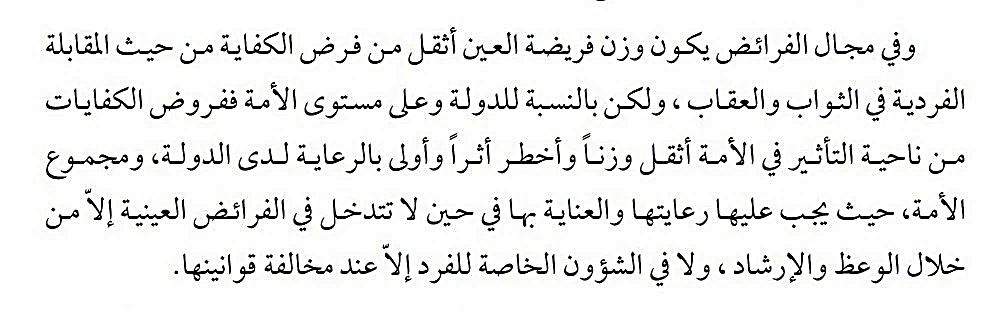 وفي مجال الفرائض يكون وزن فريضة العين أثقل من فرض الكفاية من حيث المقابلة
الفردية في الثواب والعقاب ، ولكن بالنسبة للدولة وعلى مستوى الأمة ففروض الكفايات
من ناحية التأثير في الأمة أثقل وزناً وأخطر أثراً وأولى بالرعاية لدى الدولة، ومجموع
الأمة، حيث يجب عليها رعايتها والعناية بها في حين لا تتدخل في الفرائض العينية إلاّ من
خلال الوعظ والإرشاد ، ولا في الشؤون الخاصة للفرد إلاّ عند مخالفة قوانينها.